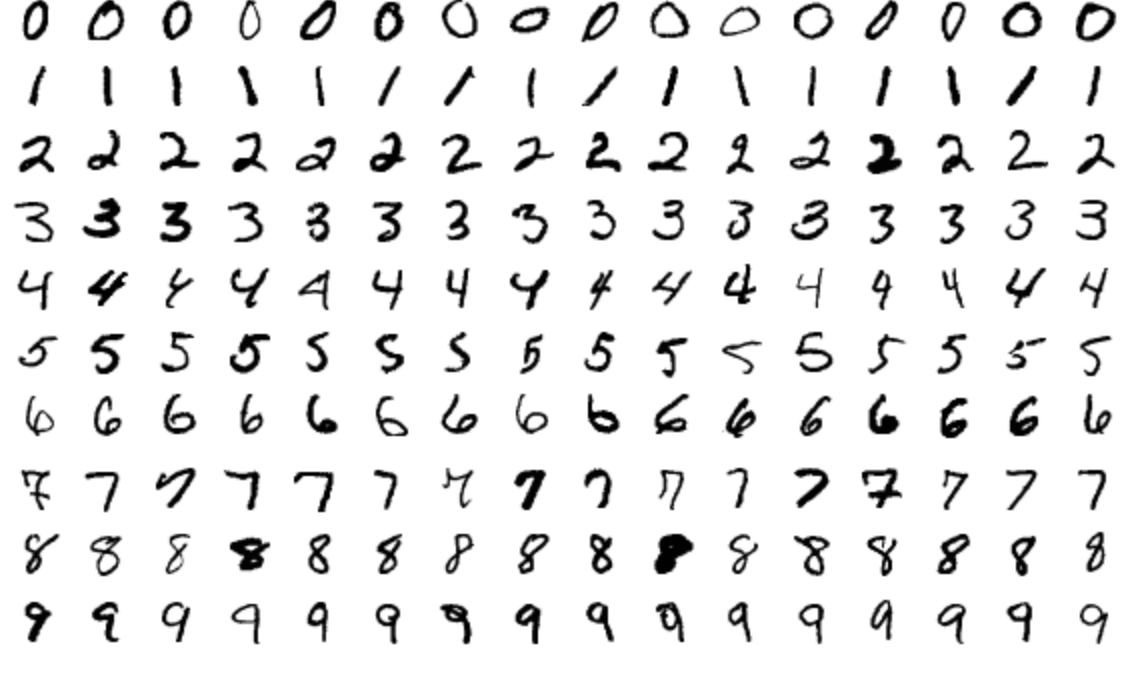 0 0 0 0 0 0 0 0 0 0 0 0 0 0 0 0
1 1 1 1 1 1 1 1 1 1 1 1 1 1 1 1
2 2 2 2 2 2 2 2 2 2 2 2 2 2 2 2
3 3 3 3 3 3 3 3 3 3 3 3 3 3 3 3
4 4 4 4 4 4 4 4 4 4 4 4 4 4 4 4
5 5 5 5 5 5 5 5 5 5 5 5 5 5 5 5
6 6 6 6 6 6 6 6 6 6 6 6 6 6 6 6
7 7 7 7 7 7 7 7 7 7 7 7 7 7 7 7
8 8 8 8 8 8 8 8 8 8 8 8 8 8 8 8
9 9 9 9 9 9 9 9 9 9 9 9 9 9 9 9